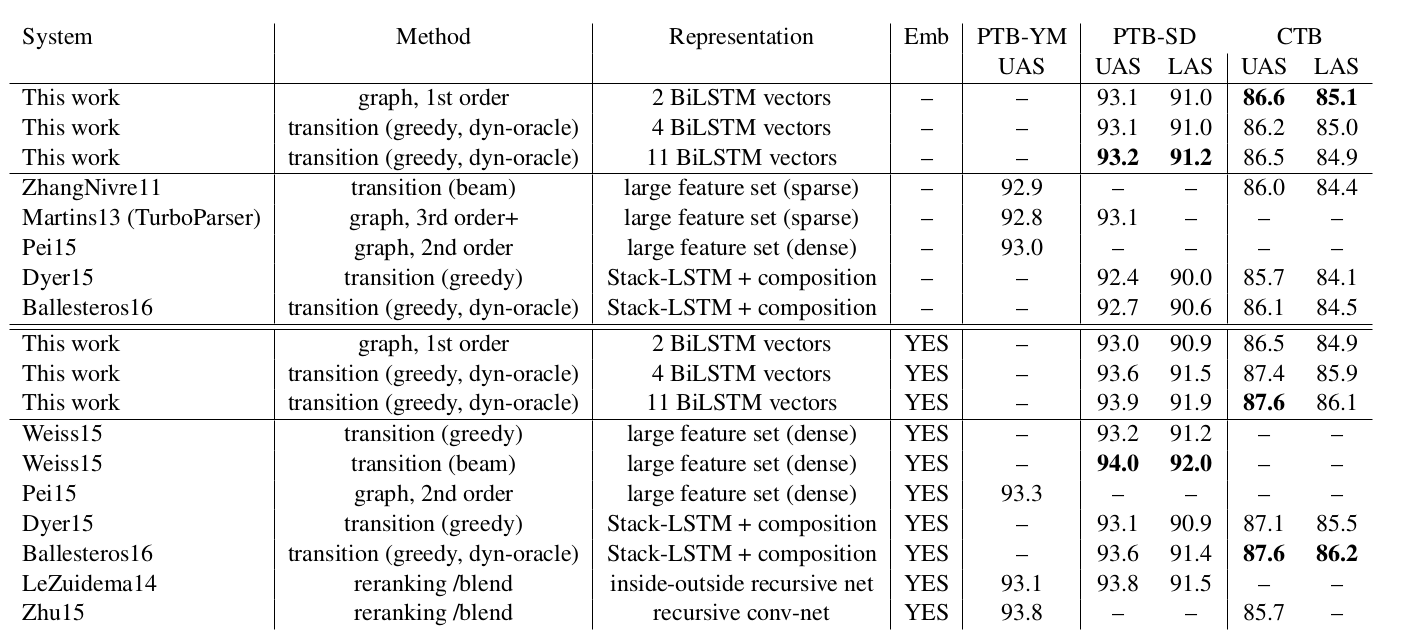 System Method Representation Emb PTB-YM PTB-SD CTB
UAS UAS LAS UAS LAS
This work graph, 1st order 2 BiLSTM vectors – – 93.1 91.0 86.6 85.1
This work transition (greedy, dyn-oracle) 4 BiLSTM vectors – – 93.1 91.0 86.2 85.0
This work transition (greedy, dyn-oracle) 11 BiLSTM vectors – – 93.2 91.2 86.5 84.9
ZhangNivre11 transition (beam) large feature set (sparse) – 92.9 – – 86.0 84.4
Martins13 (TurboParser) graph, 3rd order+ large feature set (sparse) – 92.8 93.1 – – –
Pei15 graph, 2nd order large feature set (dense) – 93.0 – – – –
Dyer15 transition (greedy) Stack-LSTM + composition – – 92.4 90.0 85.7 84.1
Ballesteros16 transition (greedy, dyn-oracle) Stack-LSTM + composition – – 92.7 90.6 86.1 84.5
This work graph, 1st order 2 BiLSTM vectors YES – 93.0 90.9 86.5 84.9
This work transition (greedy, dyn-oracle) 4 BiLSTM vectors YES – 93.6 91.5 87.4 85.9
This work transition (greedy, dyn-oracle) 11 BiLSTM vectors YES – 93.9 91.9 87.6 86.1
Weiss15 transition (greedy) large feature set (dense) YES – 93.2 91.2 – –
Weiss15 transition (beam) large feature set (dense) YES – 94.0 92.0 – –
Pei15 graph, 2nd order large feature set (dense) YES 93.3 – – – –
Dyer15 transition (greedy) Stack-LSTM + composition YES – 93.1 90.9 87.1 85.5
Ballesteros16 transition (greedy, dyn-oracle) Stack-LSTM + composition YES – 93.6 91.4 87.6 86.2
LeZuidema14 reranking /blend inside-outside recursive net YES 93.1 93.8 91.5 – –
Zhu15 reranking /blend recursive conv-net YES 93.8 – – 85.7 –